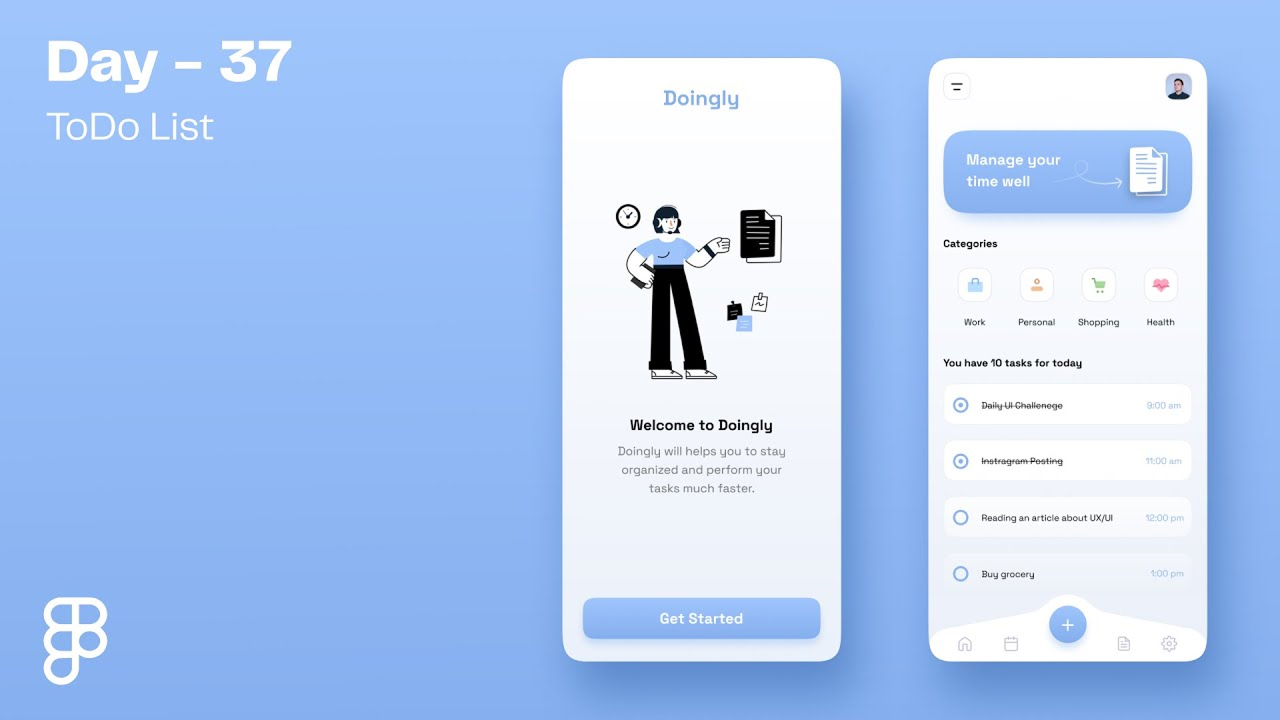 Day – 37
ToDo List
Doingly
Welcome to Doingly
Doingly will helps you to stay
organized and perform your
tasks much faster.
Get Started
Manage your
time well
Categories
Work Personal Shopping Health
You have 10 tasks for today
Daily UI Challenege 9:00 am
Instragram Posting 11:00 am
Reading an article about UX/UI 12:00 pm
Buy grocery 1:00 pm